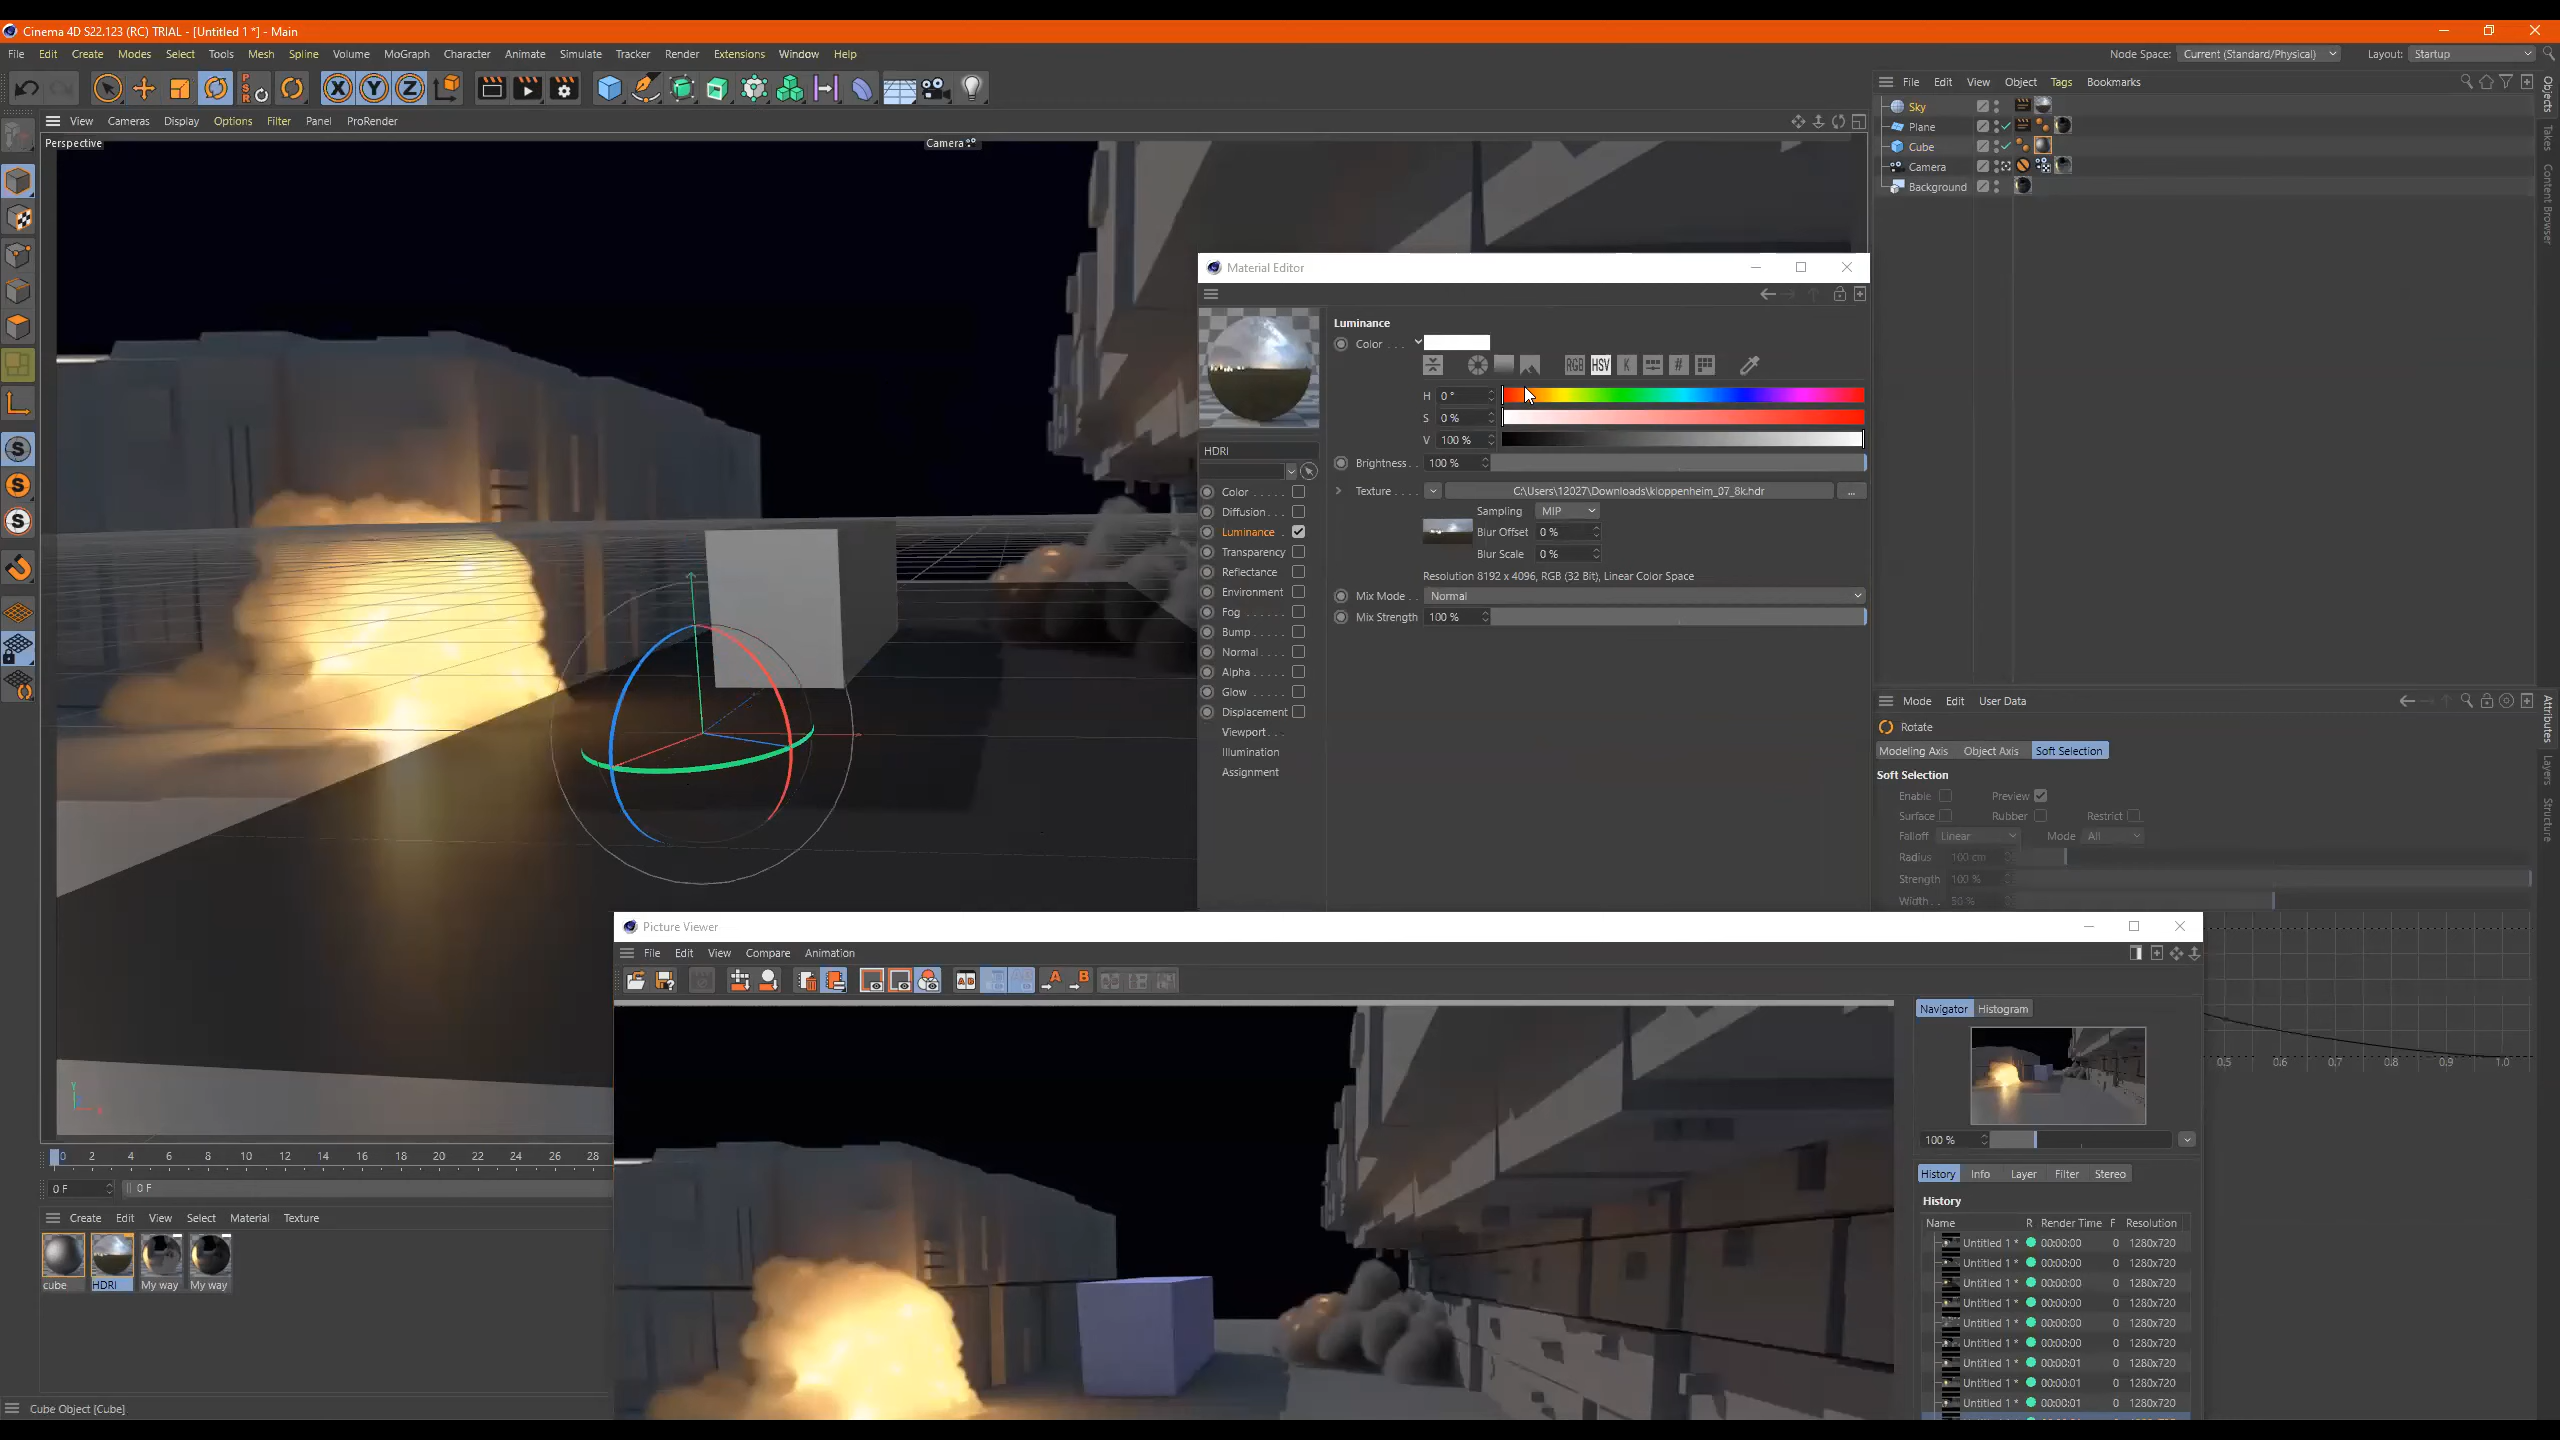 Cinema 4D S22.123 (RC) TRIAL - [Untitled 1 *] - Main
File Edit Create Modes Select Tools Mesh Spline Volume MoGraph Character Animate Simulate Tracker Render Extensions Window Help
Node Space: Current (Standard/Physical) Layout: Startup
File Edit View Object Tags Bookmarks
View Cameras Display Options Filter Panel ProRender
Perspective
Camera
Sky
Plane
Cube
Camera
Background
Objects
Takes
Content Browser
Material Editor
HDRI
Color
Diffusion
Luminance
Transparency
Reflectance
Environment
Fog
Bump
Normal
Alpha
Glow
Displacement
Viewport
Illumination
Assignment
Luminance
Color
RGB HSV K #
H 0 °
S 0 %
V 100 %
Brightness 100 %
Texture C:\Users\12027\Downloads\kloppenheim_07_8k.hdr ...
Sampling MIP
Blur Offset 0 %
Blur Scale 0 %
Resolution 8192 x 4096, RGB (32 Bit), Linear Color Space
Mix Mode Normal
Mix Strength 100 %
Mode Edit User Data
Rotate
Modeling Axis Object Axis Soft Selection
Soft Selection
Enable Preview
Surface Rubber Restrict
Falloff Linear Mode All
Radius 100 cm
Strength 100 %
Width 50 %
0.5 0.6 0.7 0.8 0.9 1.0
Attributes
Layers
Structure
Picture Viewer
File Edit View Compare Animation
Navigator Histogram
100 %
History Info Layer Filter Stereo
History
Name R Render Time F Resolution
Untitled 1 * 00:00:00 0 1280x720
Untitled 1 * 00:00:00 0 1280x720
Untitled 1 * 00:00:00 0 1280x720
Untitled 1 * 00:00:00 0 1280x720
Untitled 1 * 00:00:00 0 1280x720
Untitled 1 * 00:00:00 0 1280x720
Untitled 1 * 00:00:01 0 1280x720
Untitled 1 * 00:00:01 0 1280x720
Untitled 1 * 00:00:01 0 1280x720
Y
X
0 2 4 6 8 10 12 14 16 18 20 22 24 26 28
0 F 0 F
Create Edit View Select Material Texture
cube HDRI My way My way
Cube Object [Cube]